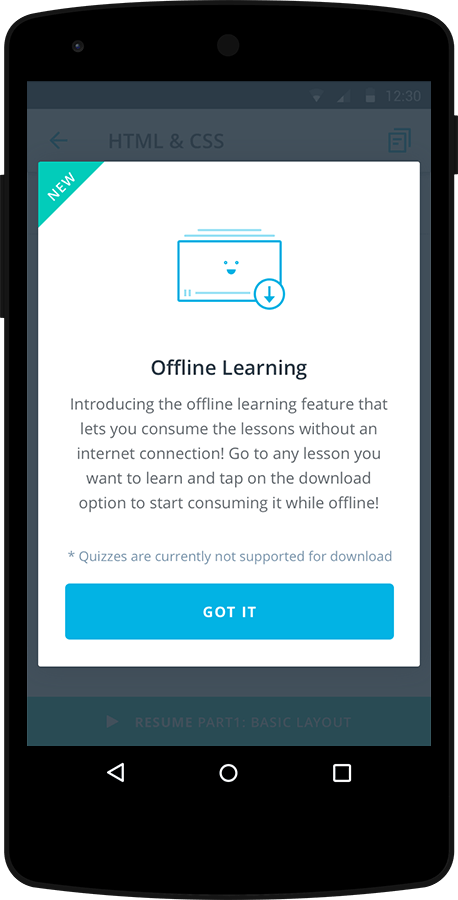 12:30
HTML & CSS
NEW
Offline Learning
Introducing the offline learning feature that
lets you consume the lessons without an
internet connection! Go to any lesson you
want to learn and tap on the download
option to start consuming it while offline!
* Quizzes are currently not supported for download
GOT IT
RESUME PART1: BASIC LAYOUT